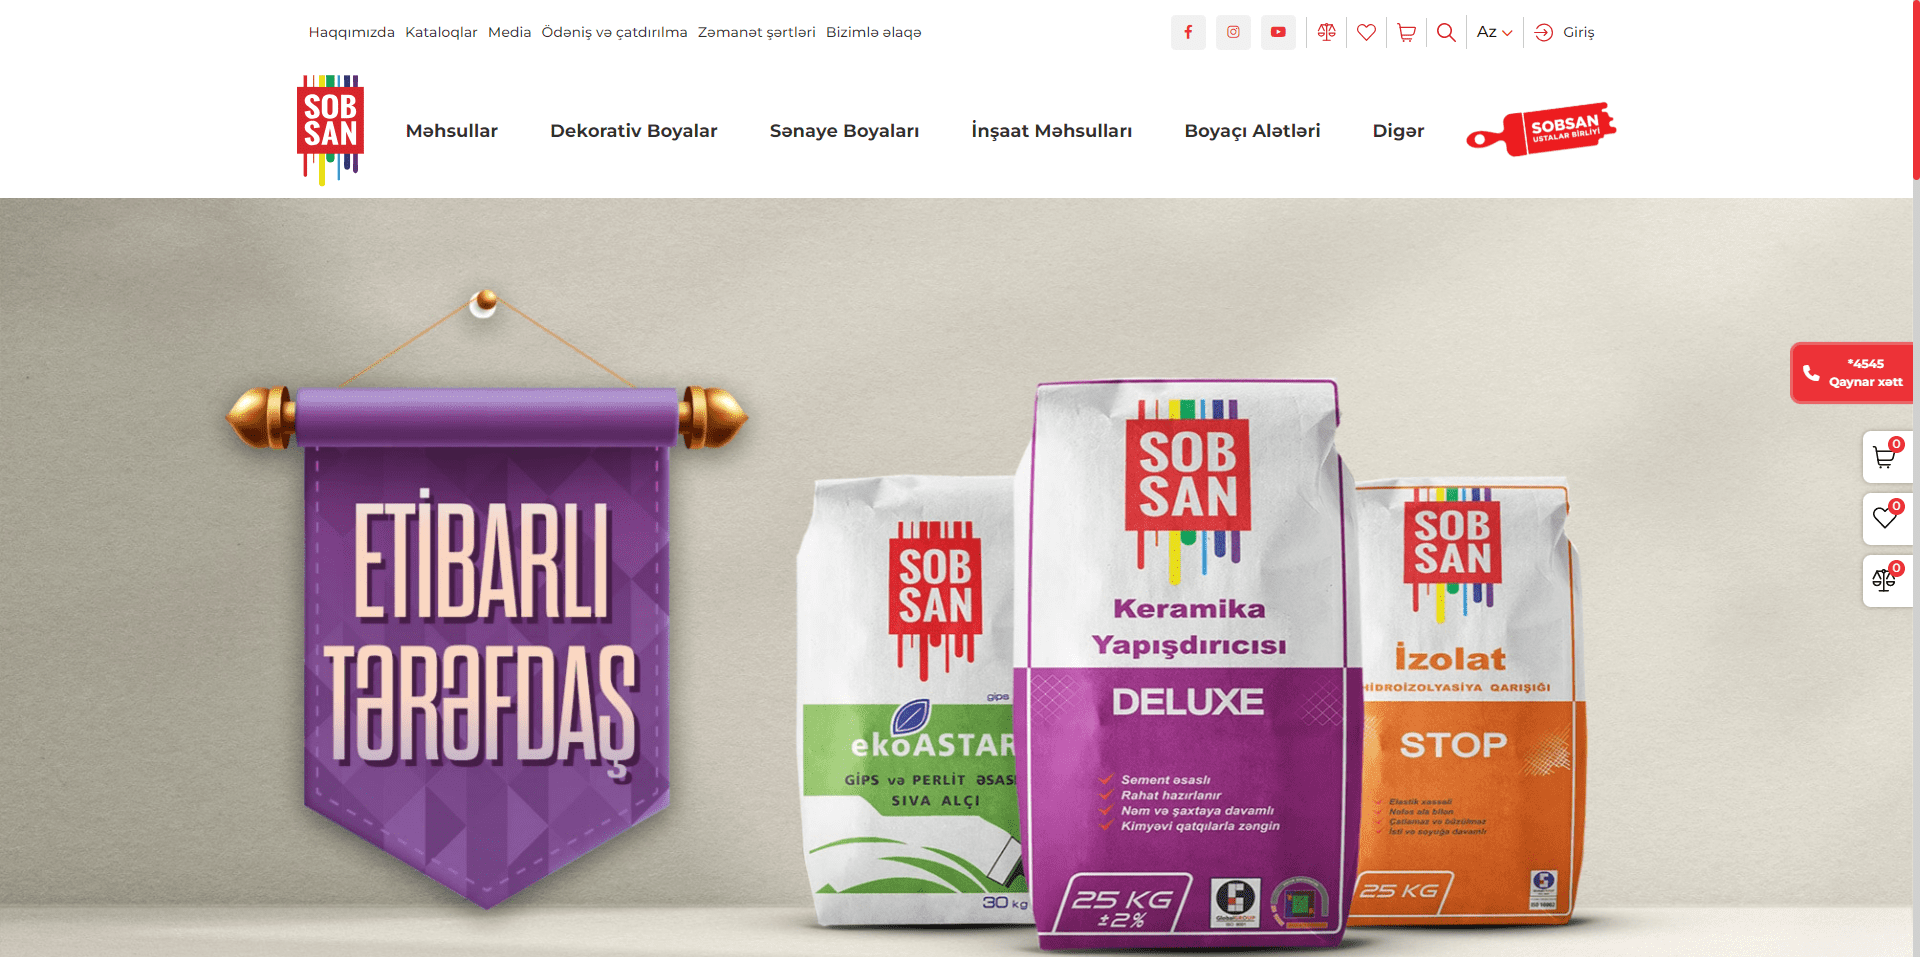 Haqqımızda Kataloqlar Media Ödəniş və çatdırılma Zəmanət şərtləri Bizimlə əlaqə
Az
Giriş
SOB
SAN
Məhsullar Dekorativ Boyalar Sənaye Boyaları İnşaat Məhsulları Boyaçı Alətləri Digər
SOBSAN
USTALAR BİRLİYİ
*4545
Qaynar xətt
0
0
0
ETİBARLI
TƏRƏFDAŞ
SOB
SAN
gips
ekoASTAR
GİPS və PERLİT ƏSAS
SIVA ALÇI
30 kg
SOB
SAN
Keramika
Yapışdırıcısı
DELUXE
Sement əsaslı
Rahat hazırlanır
Nəm və şaxtaya davamlı
Kimyəvi qatqılarla zəngin
25 KG
±2%
GlobalGROUP
SOB
SAN
İzolat
HİDROİZOLYASİYA QARIŞIĞI
STOP
Elastik xassəli
Nəfəs ala bilən
Çatlamaz və büzülməz
İsti və soyuğa davamlı
25 KG